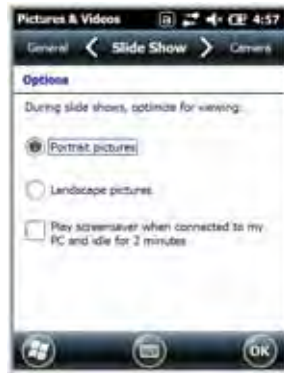 Pictures & Videos 4:57
General Slide Show Camera
Options
During slide shows, optimize for viewing:
Portrait pictures
Landscape pictures
Play screensaver when connected to my
PC and idle for 2 minutes
OK